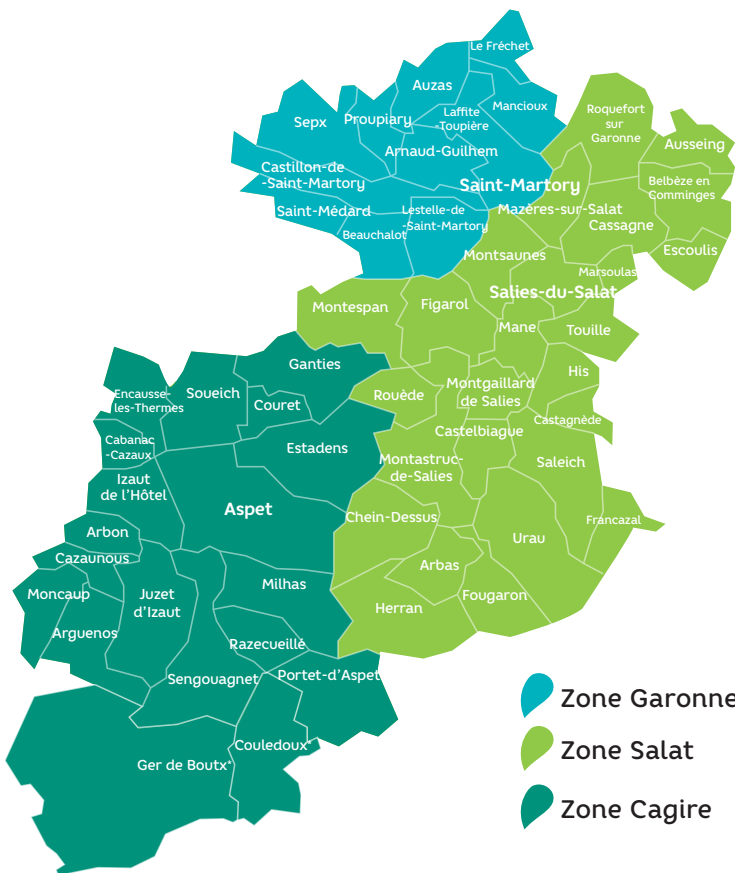 Le Fréchet
Auzas
Mancioux
Laffite
-Toupière
Proupiary
Sepx
Arnaud-Guilhem
Castillon-de
-Saint-Martory
Saint-Martory
Saint-Médard
Lestelle-de
-Saint-Martory
Beauchalot
Roquefort
sur
Garonne
Ausseing
Belbèze en
Comminges
Mazères-sur-Salat
Cassagne
Escoulis
Montsaunes
Marsoulas
Salies-du-Salat
Montespan
Figarol
Mane
Touille
Ganties
His
Encausse-
les-Thermes
Soueich
Couret
Rouède
Montgaillard
de Salies
Castagnède
Cabanac
-Cazaux
Estadens
Castelbiague
Montastruc-
de-Salies
Saleich
Izaut
de l'Hôtel
Aspet
Chein-Dessus
Francazal
Arbon
Urau
Cazaunous
Arbas
Moncaup
Juzet
d'Izaut
Milhas
Herran
Fougaron
Arguenos
Razecueillé
Sengouagnet
Portet-d'Aspet
Couledoux*
Ger de Boutx*
Zone Garonne
Zone Salat
Zone Cagire